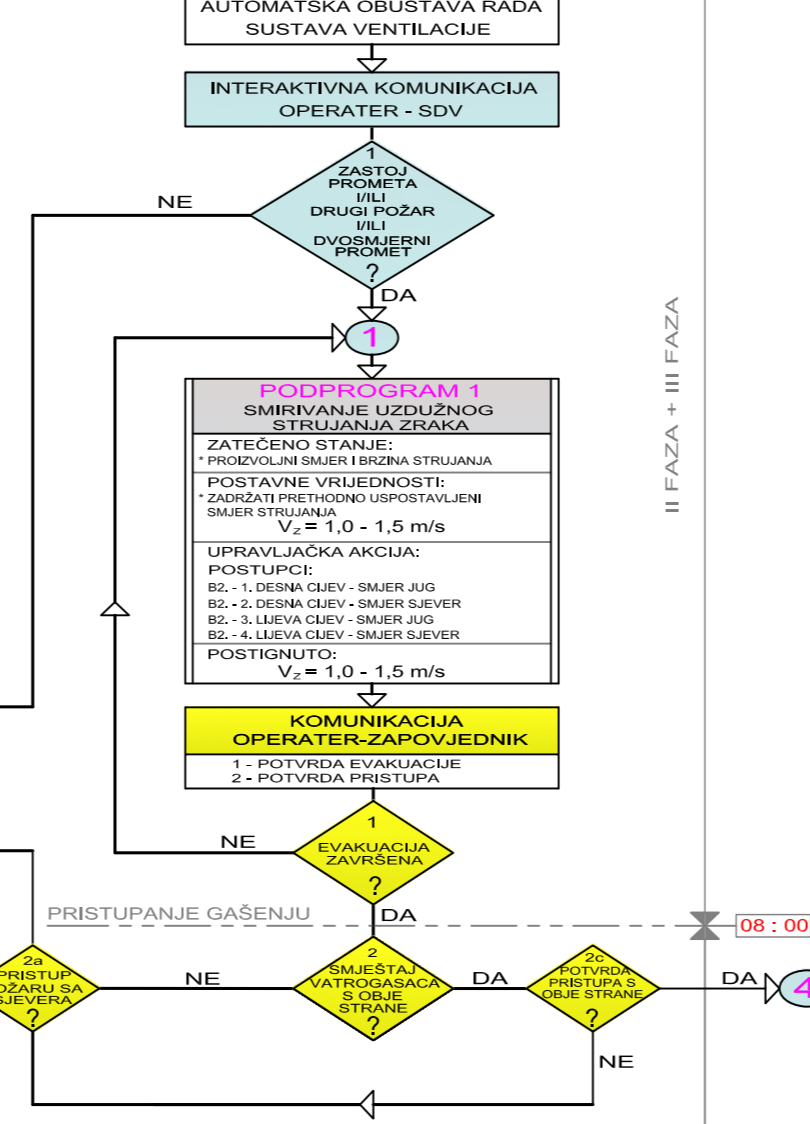 AUTOMATSKA OBUSTAVA RADA
SUSTAVA VENTILACIJE
INTERAKTIVNA KOMUNIKACIJA
OPERATER - SDV
1
ZASTOJ
PROMETA
I/ILI
DRUGI POŽAR
I/ILI
DVOSMJERNI
PROMET
?
NE
DA
1
PODPROGRAM 1
SMIRIVANJE UZDUŽNOG
STRUJANJA ZRAKA
ZATEČENO STANJE:
* PROIZVOLJNI SMJER I BRZINA STRUJANJA
POSTAVNE VRIJEDNOSTI:
* ZADRŽATI PRETHODNO USPOSTAVLJENI
SMJER STRUJANJA
Vz = 1,0 - 1,5 m/s
UPRAVLJAČKA AKCIJA:
POSTUPCI:
B2. - 1. DESNA CIJEV - SMJER JUG
B2. - 2. DESNA CIJEV - SMJER SJEVER
B2. - 3. LIJEVA CIJEV - SMJER JUG
B2. - 4. LIJEVA CIJEV - SMJER SJEVER
POSTIGNUTO:
Vz = 1,0 - 1,5 m/s
II FAZA + III FAZA
KOMUNIKACIJA
OPERATER-ZAPOVJEDNIK
1 - POTVRDA EVAKUACIJE
2 - POTVRDA PRISTUPA
1
EVAKUACIJA
ZAVRŠENA
?
NE
DA
PRISTUPANJE GAŠENJU
08 : 00
2a
PRISTUP
OŽARU SA
SJEVERA
?
NE
2
SMJEŠTAJ
VATROGASACA
S OBJE
STRANE
?
DA
2c
POTVRDA
PRISTUPA S
OBJE STRANE
?
DA
4
NE